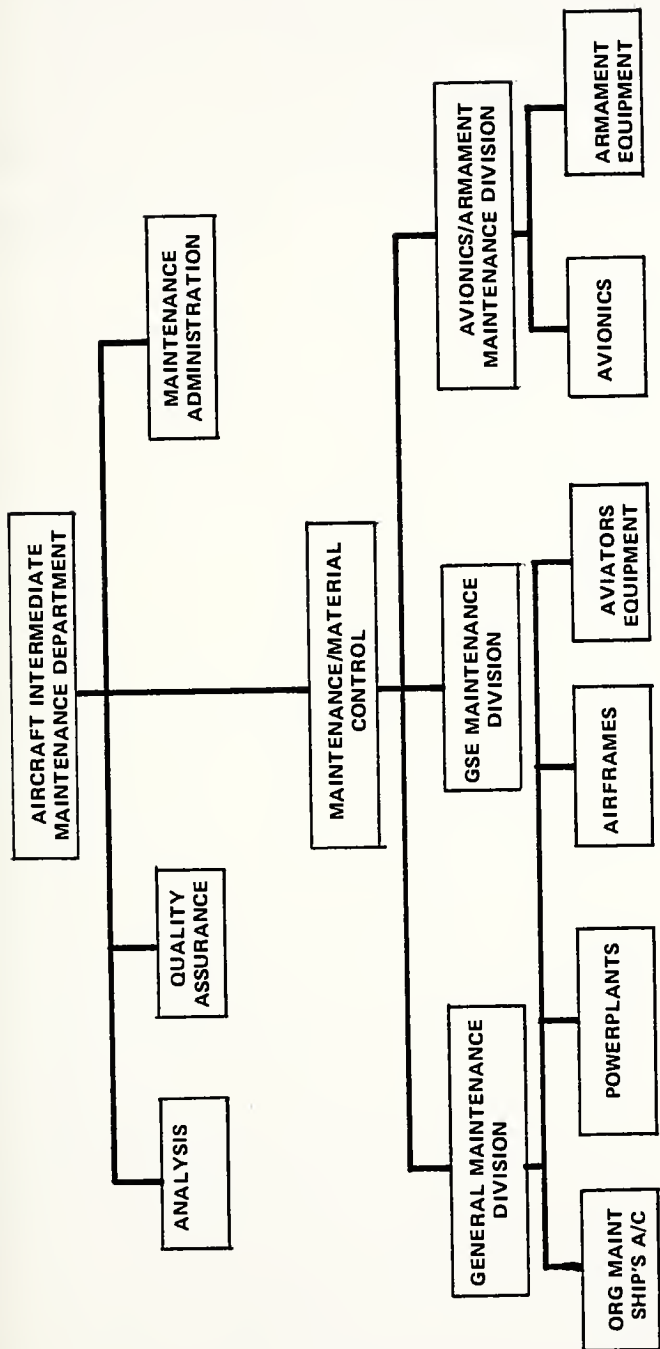 AIRCRAFT INTERMEDIATE
MAINTENANCE DEPARTMENT
ANALYSIS
QUALITY
ASSURANCE
MAINTENANCE
ADMINISTRATION
MAINTENANCE/MATERIAL
CONTROL
GENERAL MAINTENANCE
DIVISION
GSE MAINTENANCE
DIVISION
AVIONICS/ARMAMENT
MAINTENANCE DIVISION
ORG MAINT
SHIP'S A/C
POWERPLANTS
AIRFRAMES
AVIATORS
EQUIPMENT
AVIONICS
ARMAMENT
EQUIPMENT